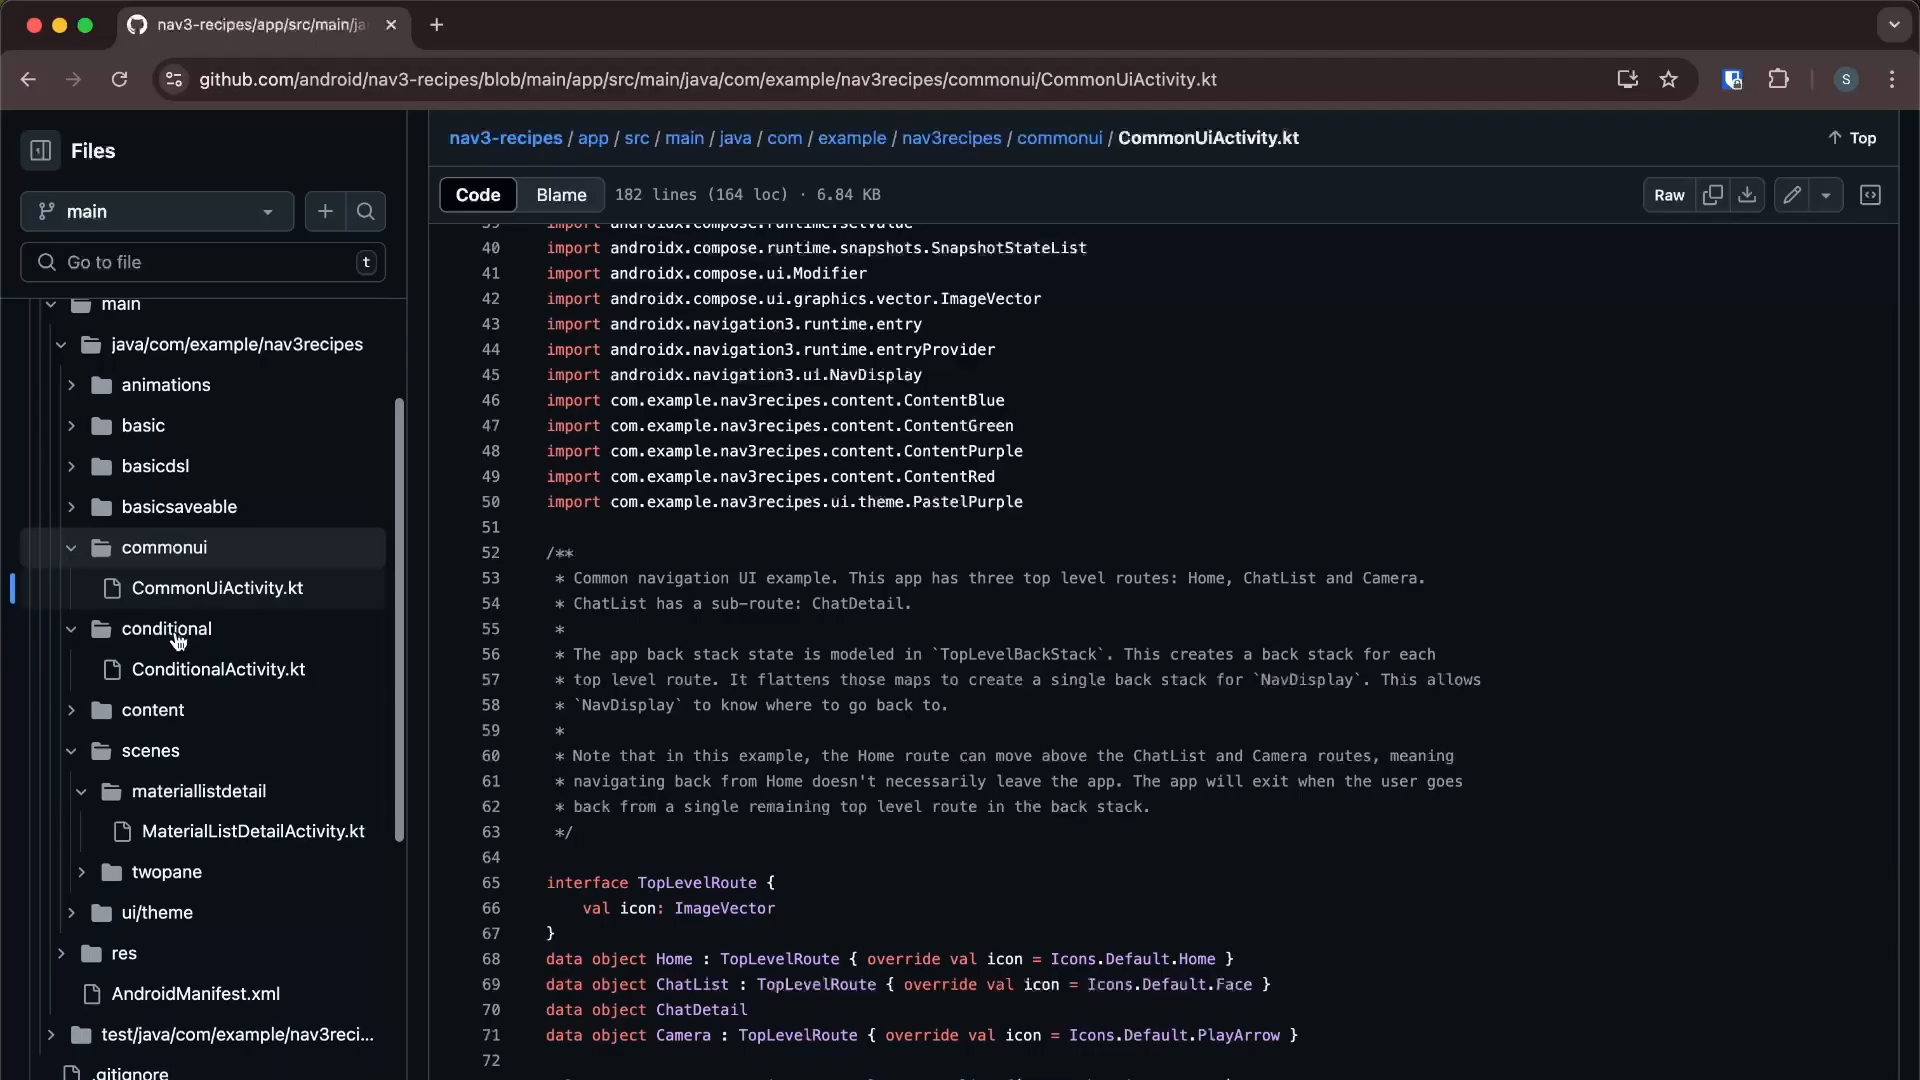 nav3-recipes/app/src/main/ja
github.com/android/nav3-recipes/blob/main/app/src/main/java/com/example/nav3recipes/commonui/CommonUiActivity.kt
S
Files
main
Go to file
t
main
java/com/example/nav3recipes
animations
basic
basicdsl
basicsaveable
commonui
CommonUiActivity.kt
conditional
ConditionalActivity.kt
content
scenes
materiallistdetail
MaterialListDetailActivity.kt
twopane
ui/theme
res
AndroidManifest.xml
test/java/com/example/nav3reci...
.gitignore
nav3-recipes / app / src / main / java / com / example / nav3recipes / commonui / CommonUiActivity.kt
Top
Code Blame 182 lines (164 loc) · 6.84 KB
Raw
39 import androidx.compose.runtime.setValue
40 import androidx.compose.runtime.snapshots.SnapshotStateList
41 import androidx.compose.ui.Modifier
42 import androidx.compose.ui.graphics.vector.ImageVector
43 import androidx.navigation3.runtime.entry
44 import androidx.navigation3.runtime.entryProvider
45 import androidx.navigation3.ui.NavDisplay
46 import com.example.nav3recipes.content.ContentBlue
47 import com.example.nav3recipes.content.ContentGreen
48 import com.example.nav3recipes.content.ContentPurple
49 import com.example.nav3recipes.content.ContentRed
50 import com.example.nav3recipes.ui.theme.PastelPurple
51
52 /**
53 * Common navigation UI example. This app has three top level routes: Home, ChatList and Camera.
54 * ChatList has a sub-route: ChatDetail.
55 *
56 * The app back stack state is modeled in `TopLevelBackStack`. This creates a back stack for each
57 * top level route. It flattens those maps to create a single back stack for `NavDisplay`. This allows
58 * `NavDisplay` to know where to go back to.
59 *
60 * Note that in this example, the Home route can move above the ChatList and Camera routes, meaning
61 * navigating back from Home doesn't necessarily leave the app. The app will exit when the user goes
62 * back from a single remaining top level route in the back stack.
63 */
64
65 interface TopLevelRoute {
66 val icon: ImageVector
67 }
68 data object Home : TopLevelRoute { override val icon = Icons.Default.Home }
69 data object ChatList : TopLevelRoute { override val icon = Icons.Default.Face }
70 data object ChatDetail
71 data object Camera : TopLevelRoute { override val icon = Icons.Default.PlayArrow }
72